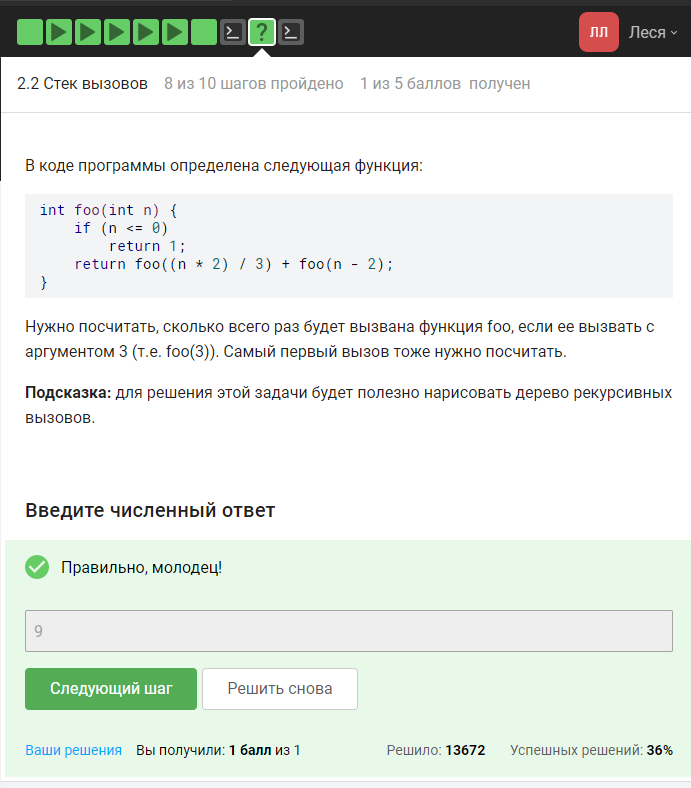 ? ЛЛ Леся
2.2 Стек вызовов 8 из 10 шагов пройдено 1 из 5 баллов получен
В коде программы определена следующая функция:
int foo(int n) {
if (n <= 0)
return 1;
return foo((n * 2) / 3) + foo(n - 2);
}
Нужно посчитать, сколько всего раз будет вызвана функция foo, если ее вызвать с
аргументом 3 (т.е. foo(3)). Самый первый вызов тоже нужно посчитать.
Подсказка: для решения этой задачи будет полезно нарисовать дерево рекурсивных
вызовов.
Введите численный ответ
Правильно, молодец!
9
Следующий шаг Решить снова
Ваши решения Вы получили: 1 балл из 1 Решило: 13672 Успешных решений: 36%